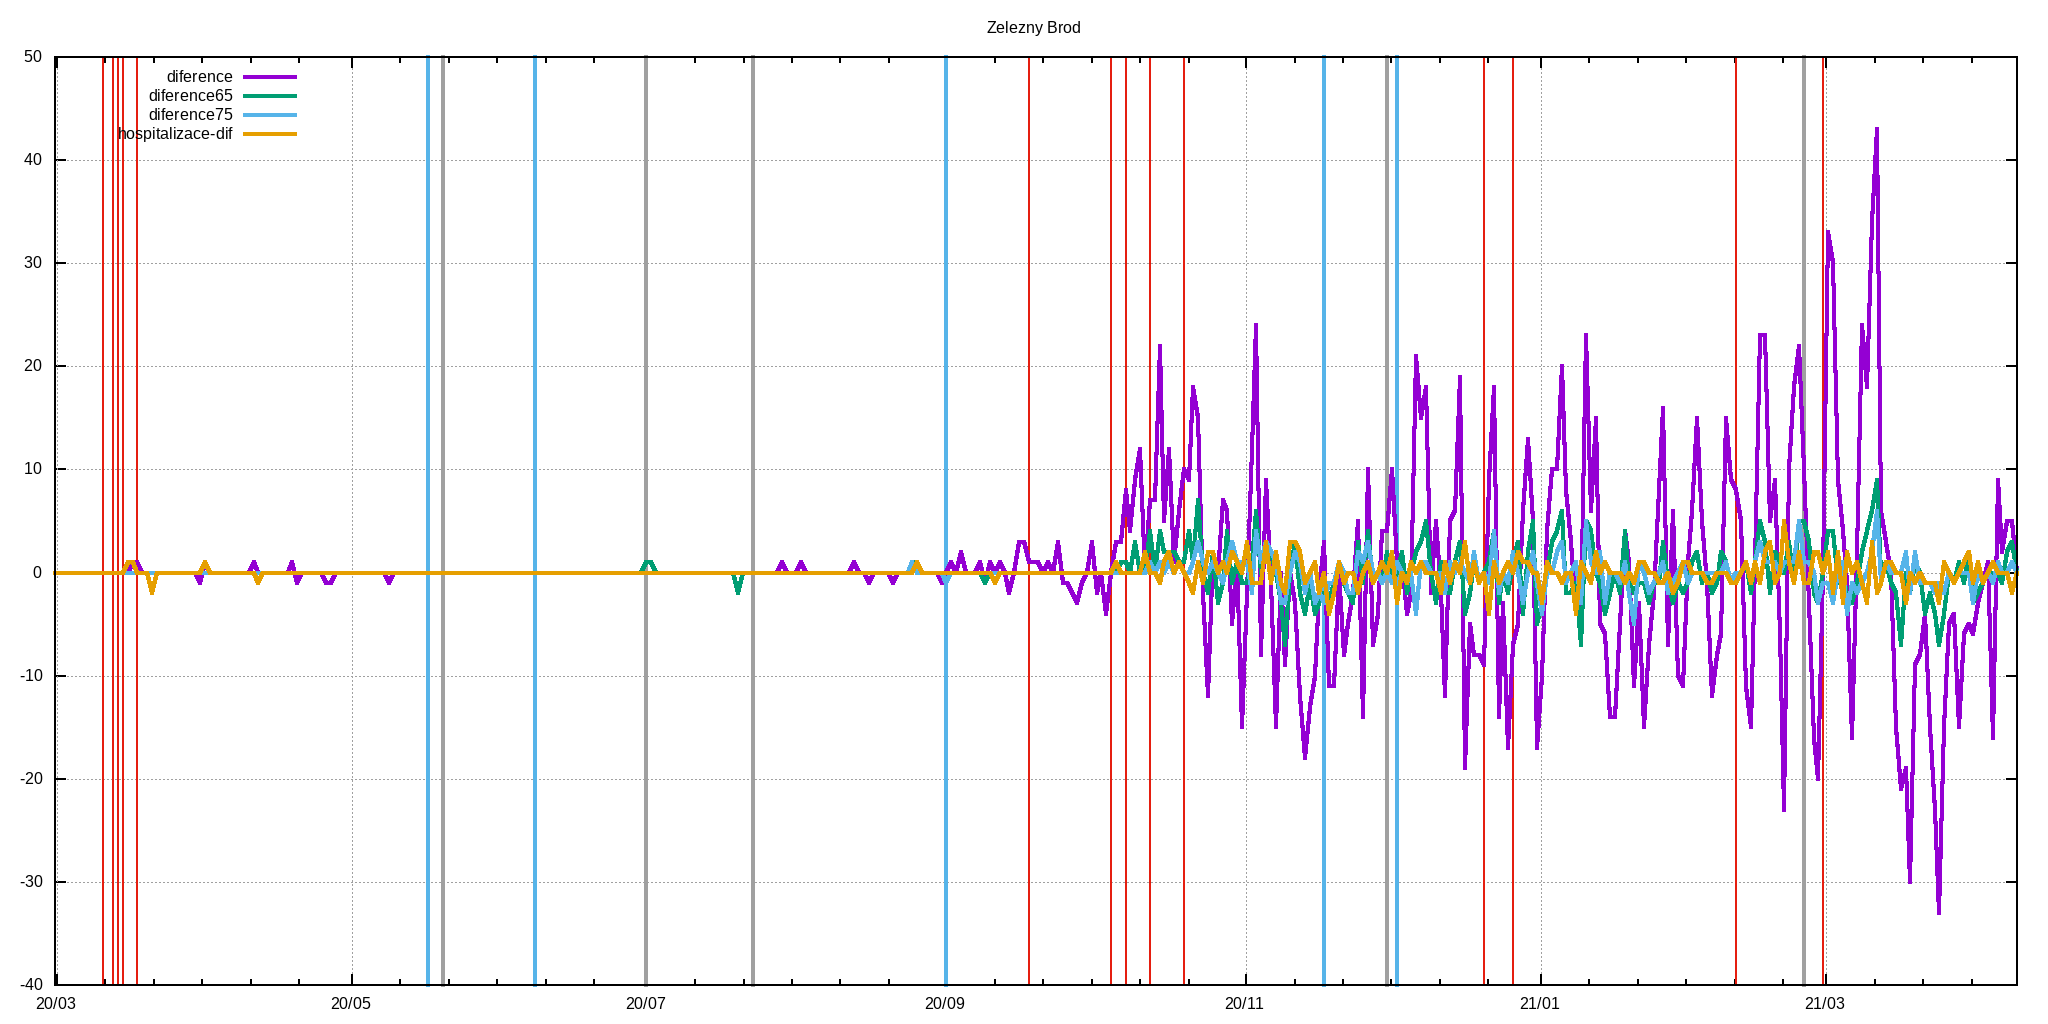 Zelezny Brod
50
40
30
20
10
0
-10
-20
-30
-40
diference
diference65
diference75
hospitalizace-dif
20/03 20/05 20/07 20/09 20/11 21/01 21/03